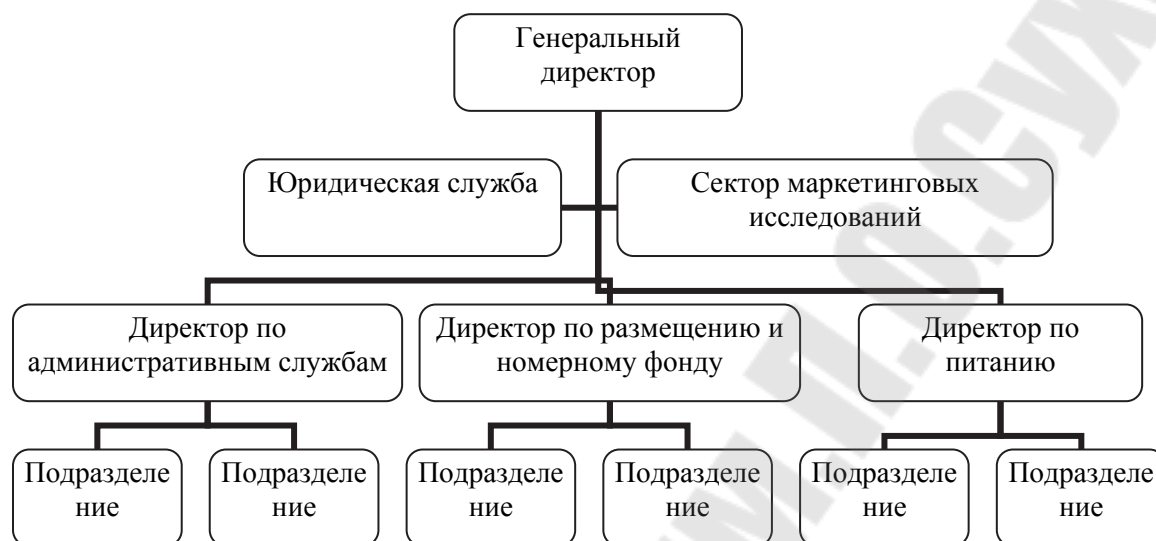 Генеральный
директор
Юридическая служба
Сектор маркетинговых
исследований
Директор по
административным службам
Директор по размещению и
номерному фонду
Директор по
питанию
Подразделе
ние
Подразделе
ние
Подразделе
ние
Подразделе
ние
Подразделе
ние
Подразделе
ние